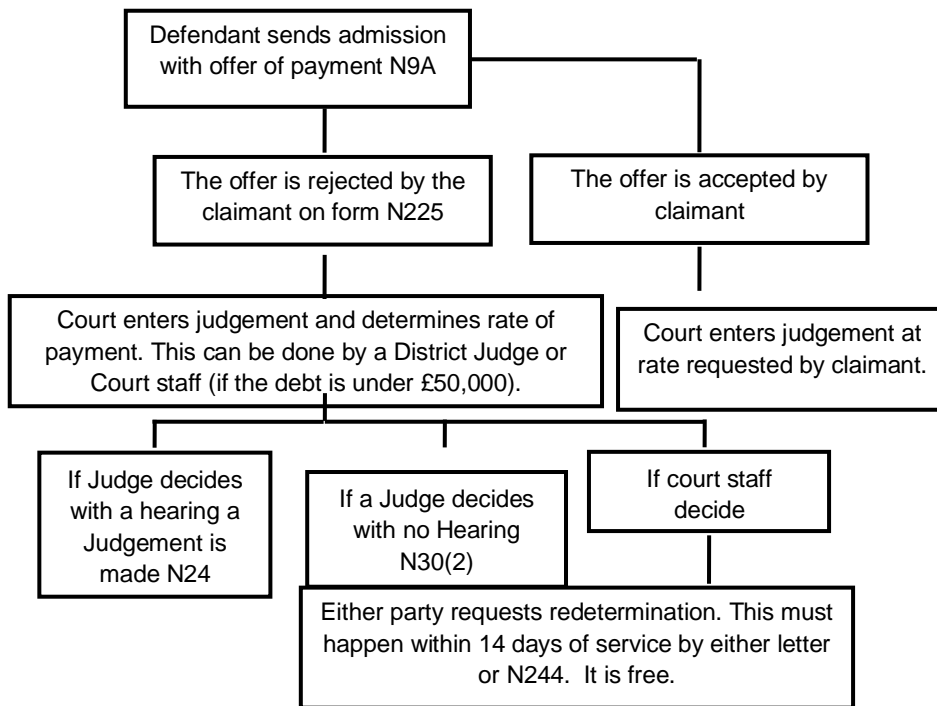 Defendant sends admission
with offer of payment N9A
The offer is rejected by the
claimant on form N225
The offer is accepted by
claimant
Court enters judgement and determines rate of
payment. This can be done by a District Judge or
Court staff (if the debt is under £50,000).
Court enters judgement at
rate requested by claimant.
If Judge decides
with a hearing a
Judgement is
made N24
If a Judge decides
with no Hearing
N30(2)
If court staff
decide
Either party requests redetermination. This must
happen within 14 days of service by either letter
or N244.  It is free.